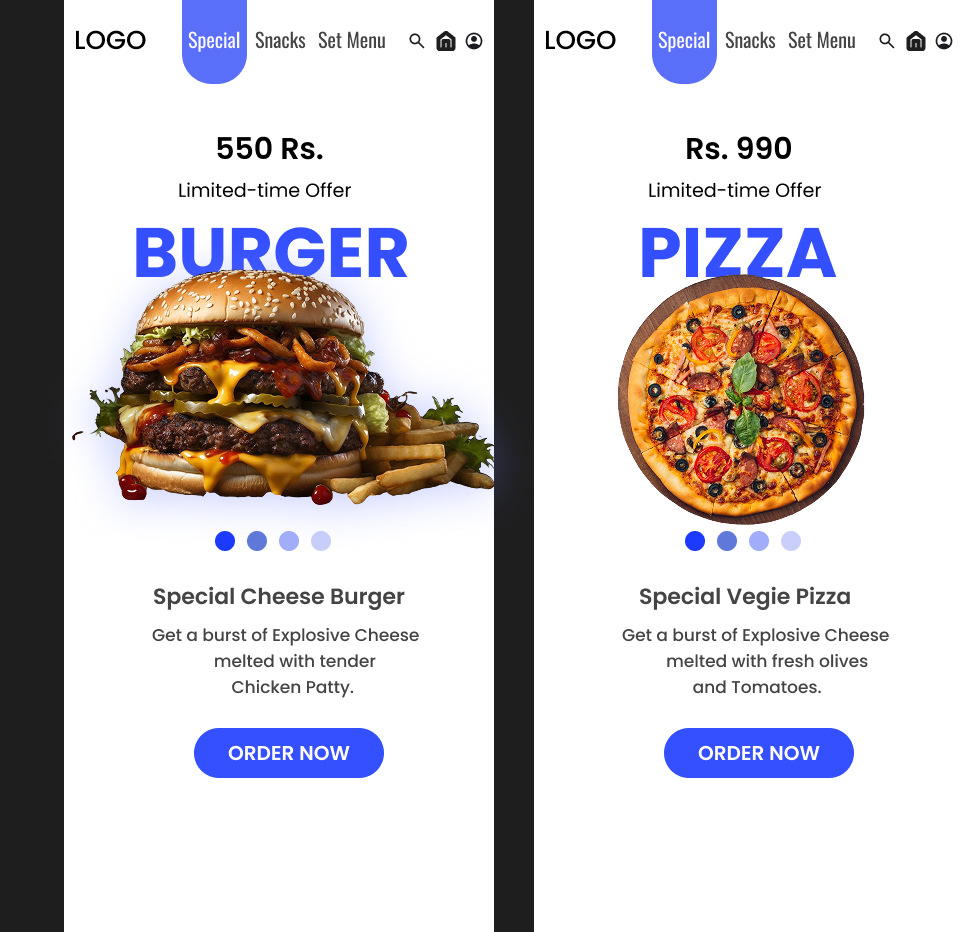 LOGO Special Snacks Set Menu
550 Rs.
Limited-time Offer
BURGER
Special Cheese Burger
Get a burst of Explosive Cheese
melted with tender
Chicken Patty.
ORDER NOW
LOGO Special Snacks Set Menu
Rs. 990
Limited-time Offer
PIZZA
Special Vegie Pizza
Get a burst of Explosive Cheese
melted with fresh olives
and Tomatoes.
ORDER NOW